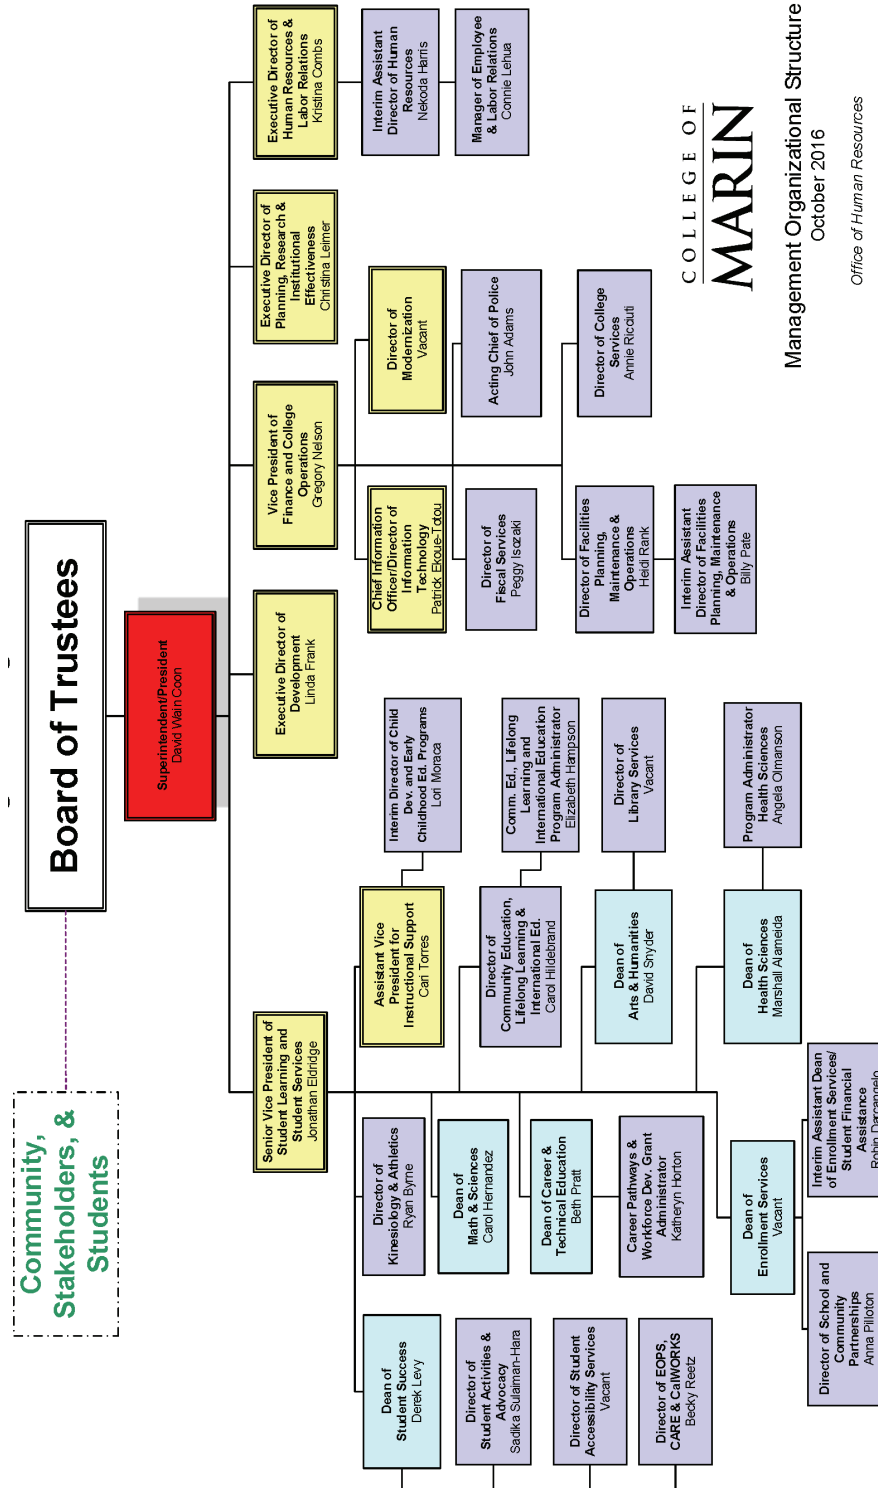 Community,
Stakeholders, &
Students
Board of Trustees
Superintendent/President
David Wain Coon
Senior Vice President of
Student Learning and
Student Services
Jonathan Eldridge
Executive Director of
Development
Linda Frank
Vice President of
Finance and College
Operations
Gregory Nelson
Executive Director of
Planning, Research &
Institutional
Effectiveness
Christina Leimer
Executive Director of
Human Resources &
Labor Relations
Kristina Combs
Dean of
Student Success
Derek Levy
Director of
Student Activities &
Advocacy
Sadika Sulaiman-Hara
Director of Student
Accessibility Services
Vacant
Director of EOPS,
CARE & CalWORKS
Becky Reetz
Director of
Kinesiology & Athletics
Ryan Byrne
Dean of
Math & Sciences
Carol Hernandez
Dean of Career &
Technical Education
Beth Pratt
Career Pathways &
Workforce Dev, Grant
Administrator
Katheryn Horton
Dean of
Enrollment Services
Vacant
Director of School and
Community
Partnerships
Anna Pilloton
Interim Assistant Dean
of Enrollment Services/
Student Financial
Assistance
Robin Darcangelo
Assistant Vice
President for
Instructional Support
Cari Torres
Interim Director of Child
Dev. and Early
Childhood Ed. Programs
Lori Moraca
Director of
Community Education,
Lifelong Learning &
International Ed.
Carol Hildebrand
Comm. Ed., Lifelong
Learning and
International Education
Program Administrator
Elizabeth Hampson
Dean of
Arts & Humanities
David Snyder
Director of
Library Services
Vacant
Dean of
Health Sciences
Marshall Alameida
Program Administrator
Health Sciences
Angela Olmanson
Chief Information
Officer/Director of
Information
Technology
Patrick Ekoue-Totou
Director of
Modernization
Vacant
Director of
Fiscal Services
Peggy Isozaki
Acting Chief of Police
John Adams
Director of Facilities
Planning,
Maintenance &
Operations
Heidi Rank
Director of College
Services
Annie Ricciuti
Interim Assistant
Director of Facilities
Planning, Maintenance
& Operations
Billy Pate
Interim Assistant
Director of Human
Resources
Nekoda Harris
Manager of Employee
& Labor Relations
Connie Lehua
COLLEGE OF
MARIN
Management Organizational Structure
October 2016
Office of Human Resources